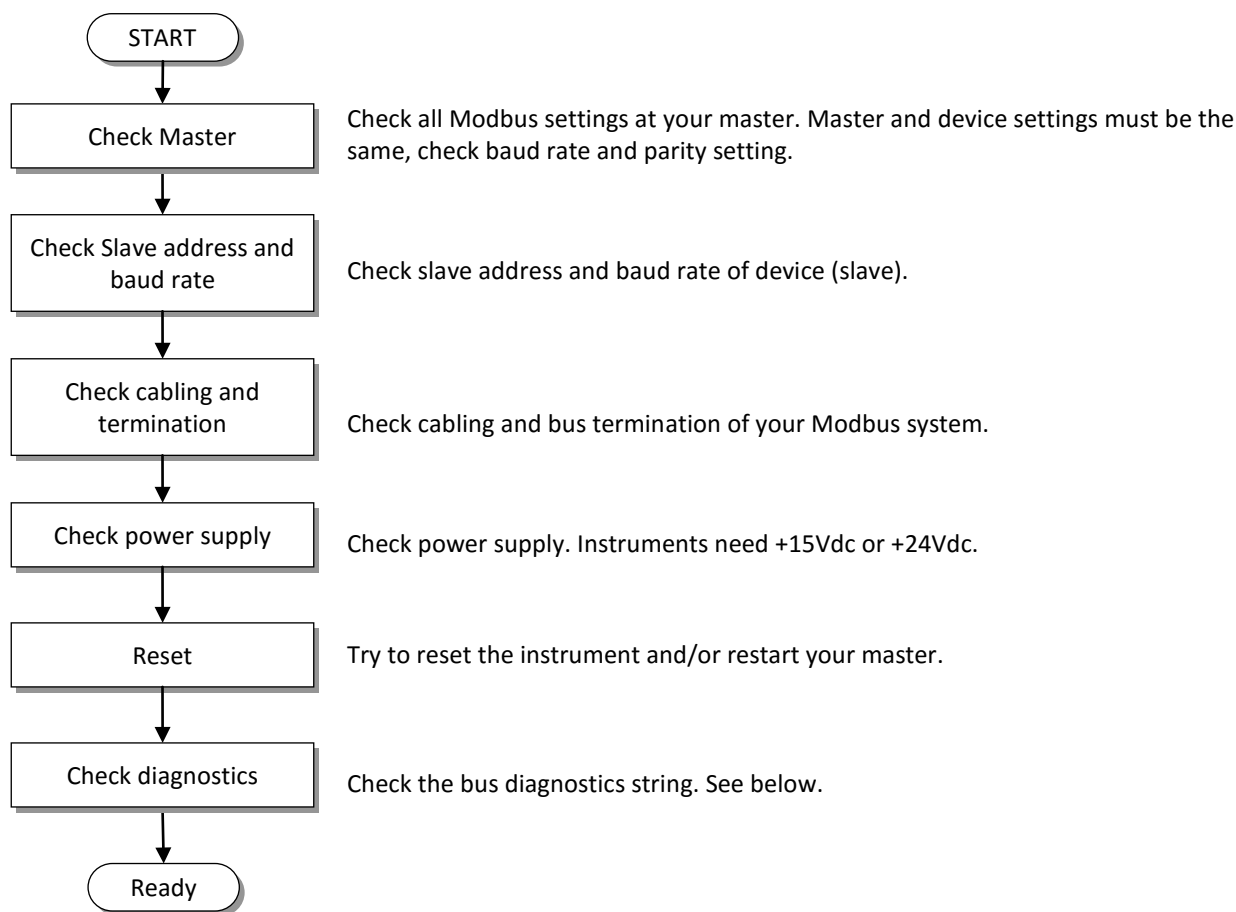 START
Check Master
Check all Modbus settings at your master. Master and device settings must be the
same, check baud rate and parity setting.
Check Slave address and
baud rate
Check slave address and baud rate of device (slave).
Check cabling and
termination
Check cabling and bus termination of your Modbus system.
Check power supply
Check power supply. Instruments need +15Vdc or +24Vdc.
Reset
Try to reset the instrument and/or restart your master.
Check diagnostics
Check the bus diagnostics string. See below.
Ready